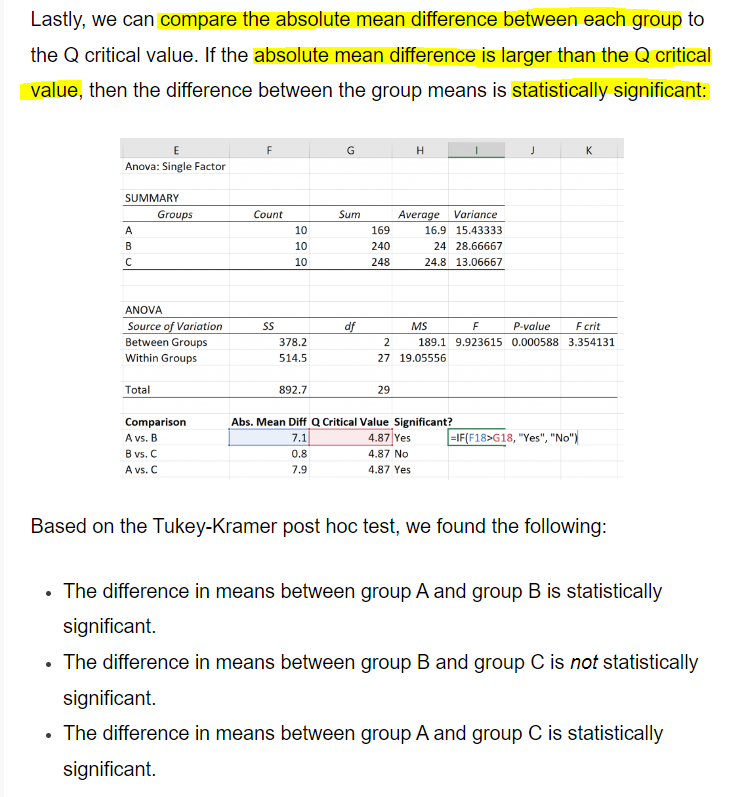 Lastly, we can compare the absolute mean difference between each group to
the Q critical value. If the absolute mean difference is larger than the Q critical
value, then the difference between the group means is statistically significant:
E F G H I J K
Anova: Single Factor
SUMMARY
Groups Count Sum Average Variance
A 10 169 16.9 15.43333
B 10 240 24 28.66667
C 10 248 24.8 13.06667
ANOVA
Source of Variation SS df MS F P-value F crit
Between Groups 378.2 2 189.1 9.923615 0.000588 3.354131
Within Groups 514.5 27 19.05556
Total 892.7 29
Comparison Abs. Mean Diff Q Critical Value Significant?
A vs. B 7.1 4.87 Yes =IF(F18>G18, "Yes", "No")
B vs. C 0.8 4.87 No
A vs. C 7.9 4.87 Yes
Based on the Tukey-Kramer post hoc test, we found the following:
• The difference in means between group A and group B is statistically
significant.
• The difference in means between group B and group C is not statistically
significant.
• The difference in means between group A and group C is statistically
significant.